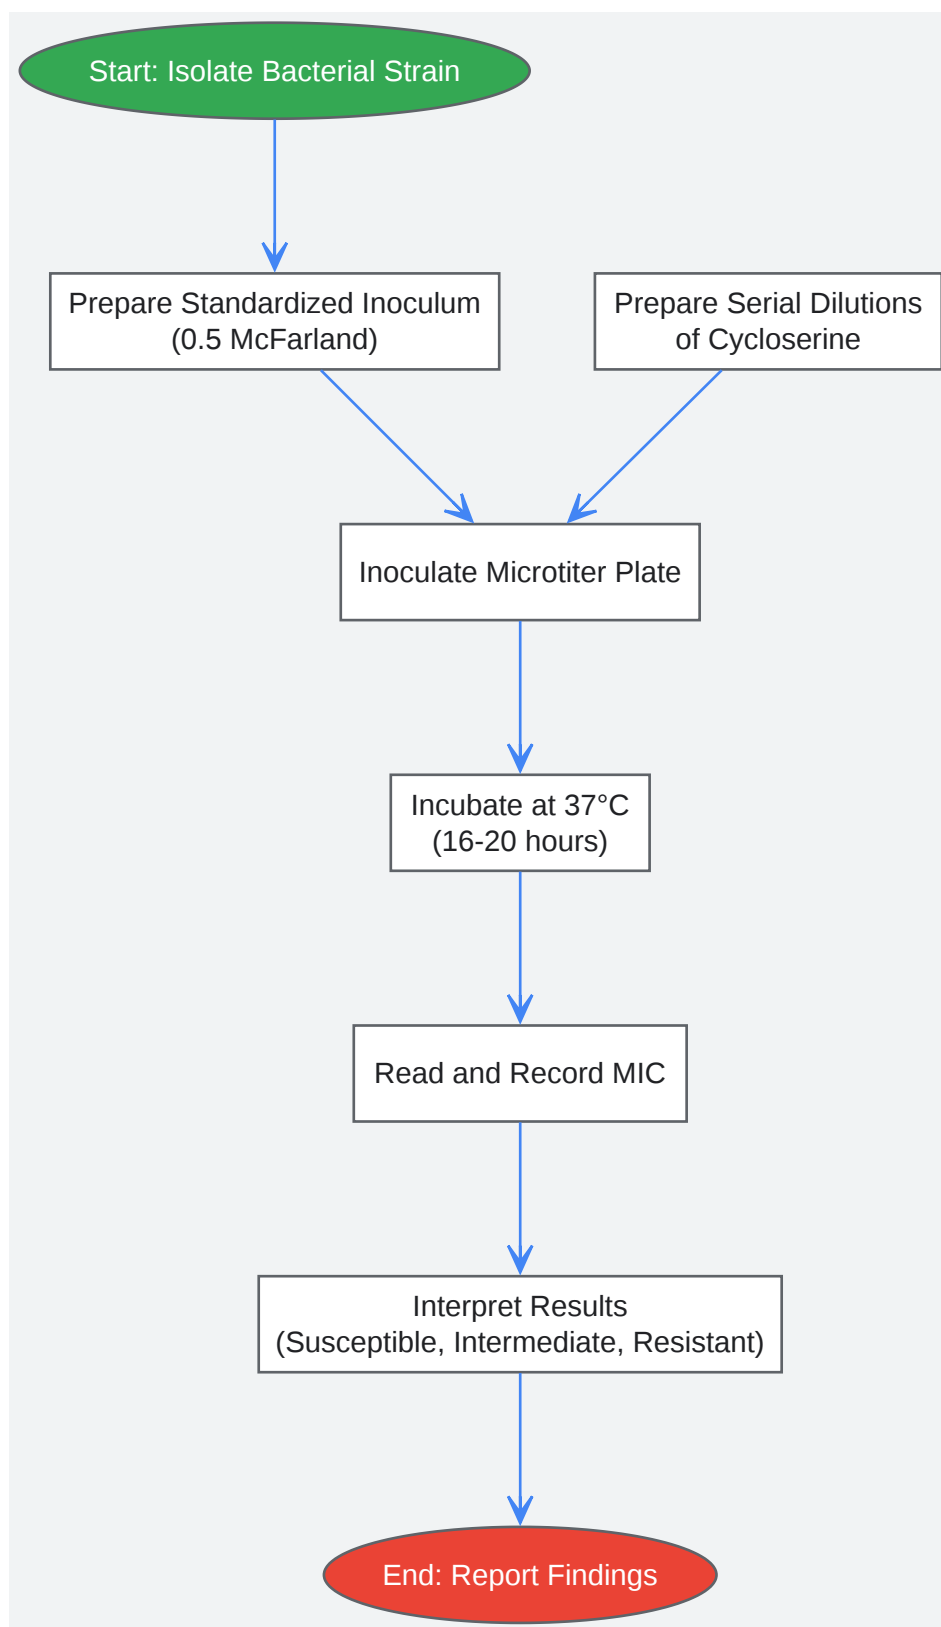 Start: Isolate Bacterial Strain
Prepare Standardized Inoculum
(0.5 McFarland)
Prepare Serial Dilutions
of Cycloserine
Inoculate Microtiter Plate
Incubate at 37°C
(16-20 hours)
Read and Record MIC
Interpret Results
(Susceptible, Intermediate, Resistant)
End: Report Findings